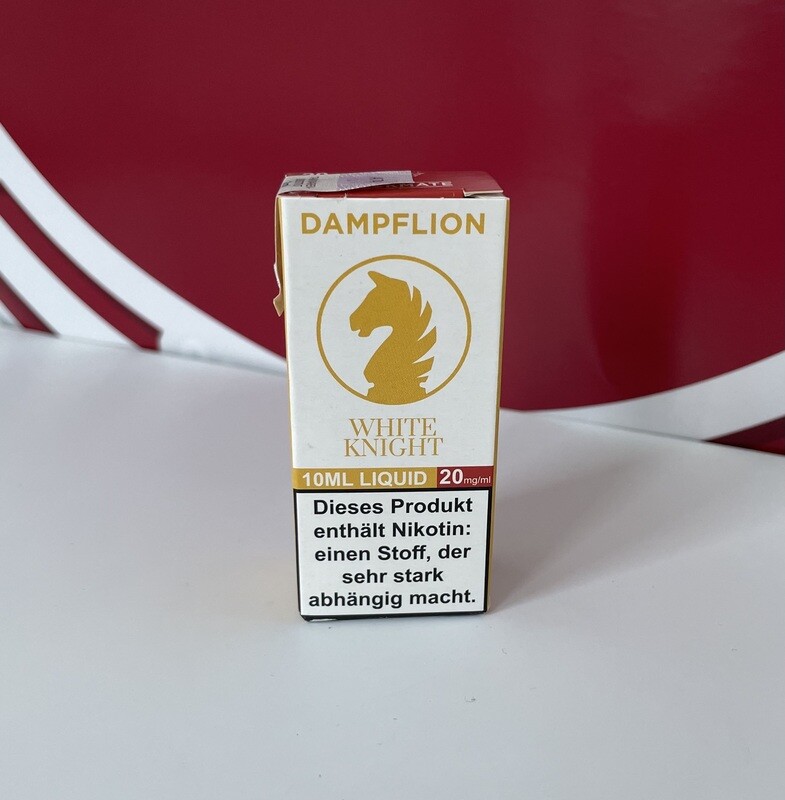 DAMPFLION
WHITE
KNIGHT
10ML LIQUID 20mg/ml
Dieses Produkt
enthält Nikotin:
einen Stoff, der
sehr stark
abhängig macht.